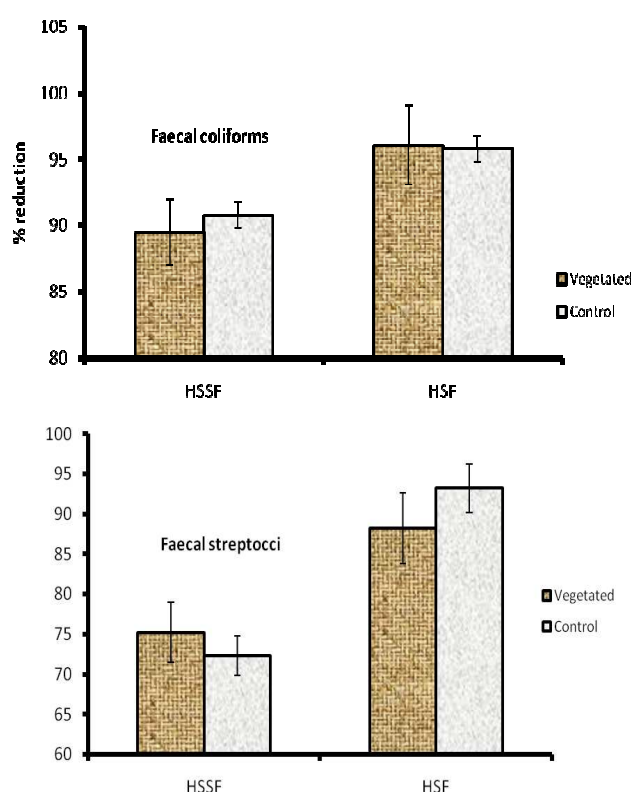 105
100
Faecal coliforms
95
% reduction
90
85
80
Vegetated
Control
HSSF HSF
100
95
90
Faecal streptocci
85
80
75
70
65
60
Vegetated
Control
HSSF HSF